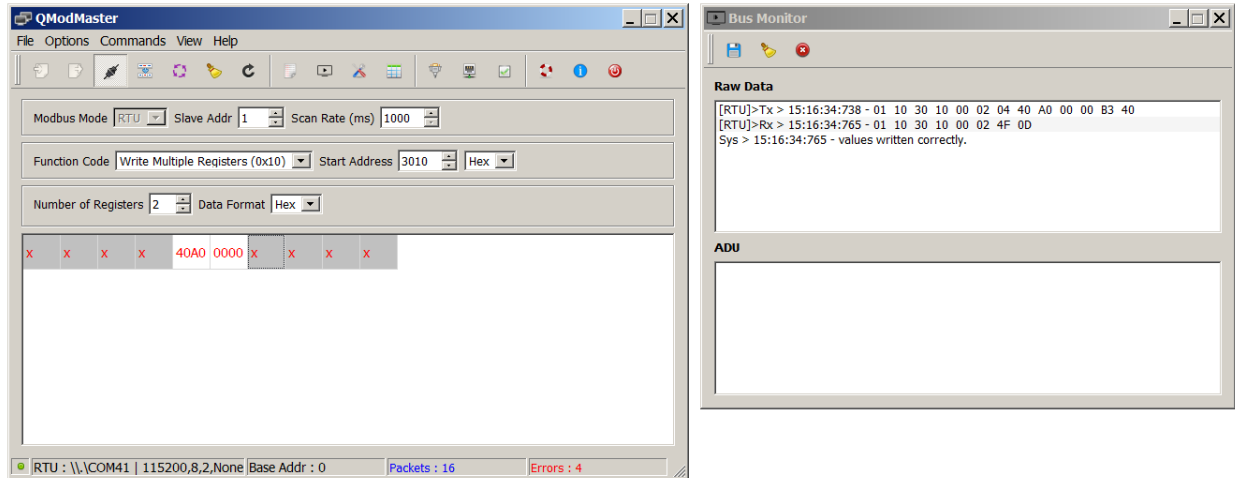 QModMaster
File Options Commands View Help
Modbus Mode RTU Slave Addr 1 Scan Rate (ms) 1000
Function Code Write Multiple Registers (0x10) Start Address 3010 Hex
Number of Registers 2 Data Format Hex
x x x x 40A0 0000 x x x x
RTU : \\.\COM41 | 115200,8,2,None Base Addr : 0 Packets : 16 Errors : 4
Bus Monitor
Raw Data
[RTU]>Tx > 15:16:34:738 - 01 10 30 10 00 02 04 40 A0 00 00 B3 40
[RTU]>Rx > 15:16:34:765 - 01 10 30 10 00 02 4F 0D
Sys > 15:16:34:765 - values written correctly.
ADU